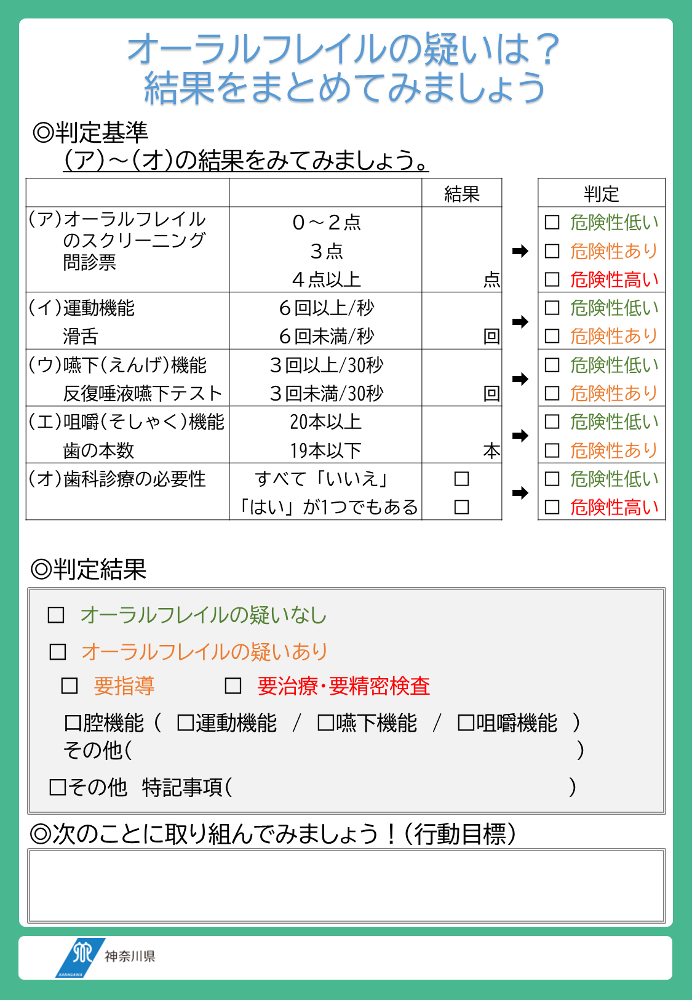 オーラルフレイルの疑いは？
結果をまとめてみましょう
◎判定基準
（ア）～（オ）の結果をみてみましょう。
結果 判定
（ア）オーラルフレイル
のスクリーニング
問診票
０～２点 □ 危険性低い
３点 ➡ □ 危険性あり
４点以上 点 □ 危険性高い
（イ）運動機能 ６回以上/秒 □ 危険性低い
滑舌 ６回未満/秒 回 ➡ □ 危険性あり
（ウ）嚥下（えんげ）機能 ３回以上/30秒 □ 危険性低い
反復唾液嚥下テスト ３回未満/30秒 回 ➡ □ 危険性あり
（エ）咀嚼（そしゃく）機能 20本以上 □ 危険性低い
歯の本数 19本以下 本 ➡ □ 危険性あり
（オ）歯科診療の必要性 すべて「いいえ」 □ □ 危険性低い
「はい」が1つでもある □ ➡ □ 危険性高い
◎判定結果
□ オーラルフレイルの疑いなし
□ オーラルフレイルの疑いあり
□ 要指導 □ 要治療・要精密検査
口腔機能（ □運動機能 / □嚥下機能 / □咀嚼機能 ）
その他（ ）
□その他 特記事項（ ）
◎次のことに取り組んでみましょう！（行動目標）
KANAGAWA
神奈川県